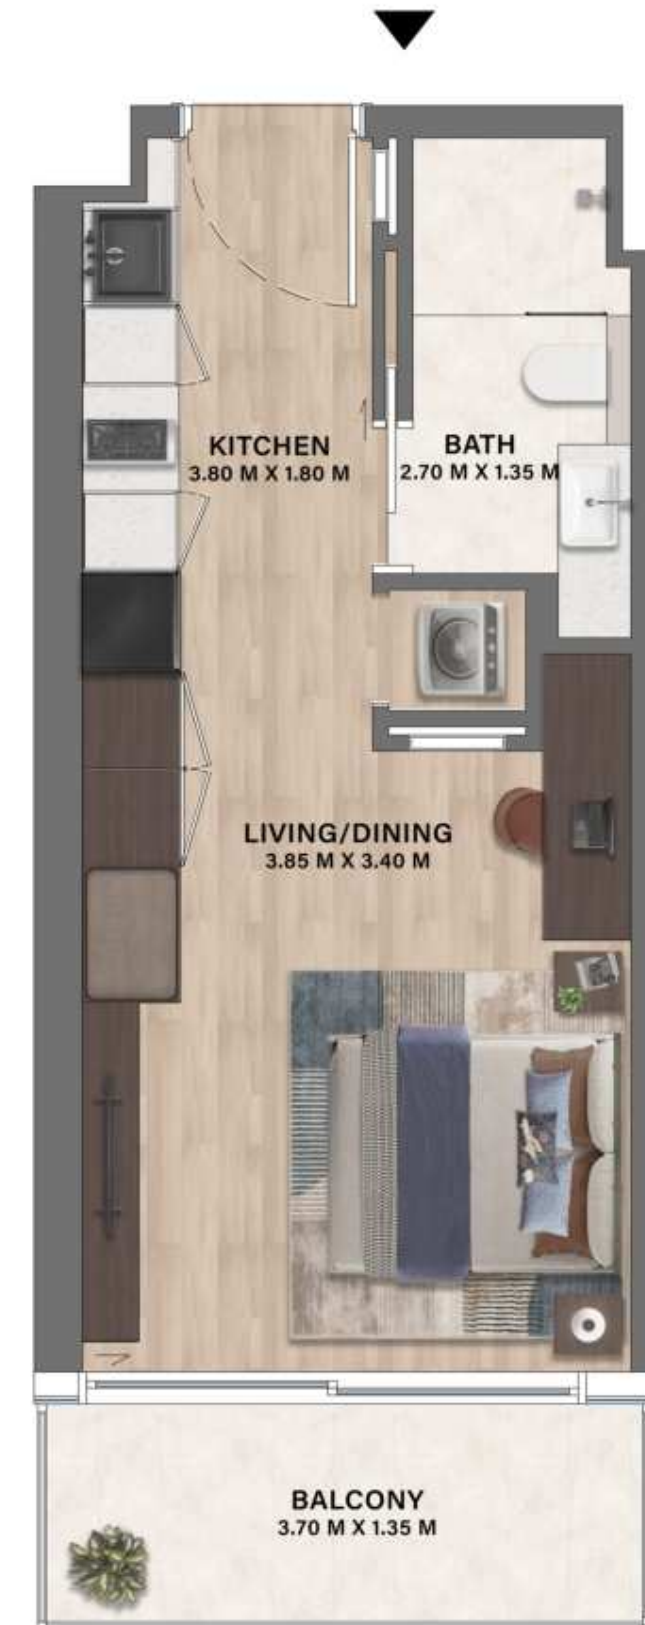 KITCHEN
3.80 M X 1.80 M
BATH
2.70 M X 1.35 M
LIVING/DINING
3.85 M X 3.40 M
BALCONY
3.70 M X 1.35 M